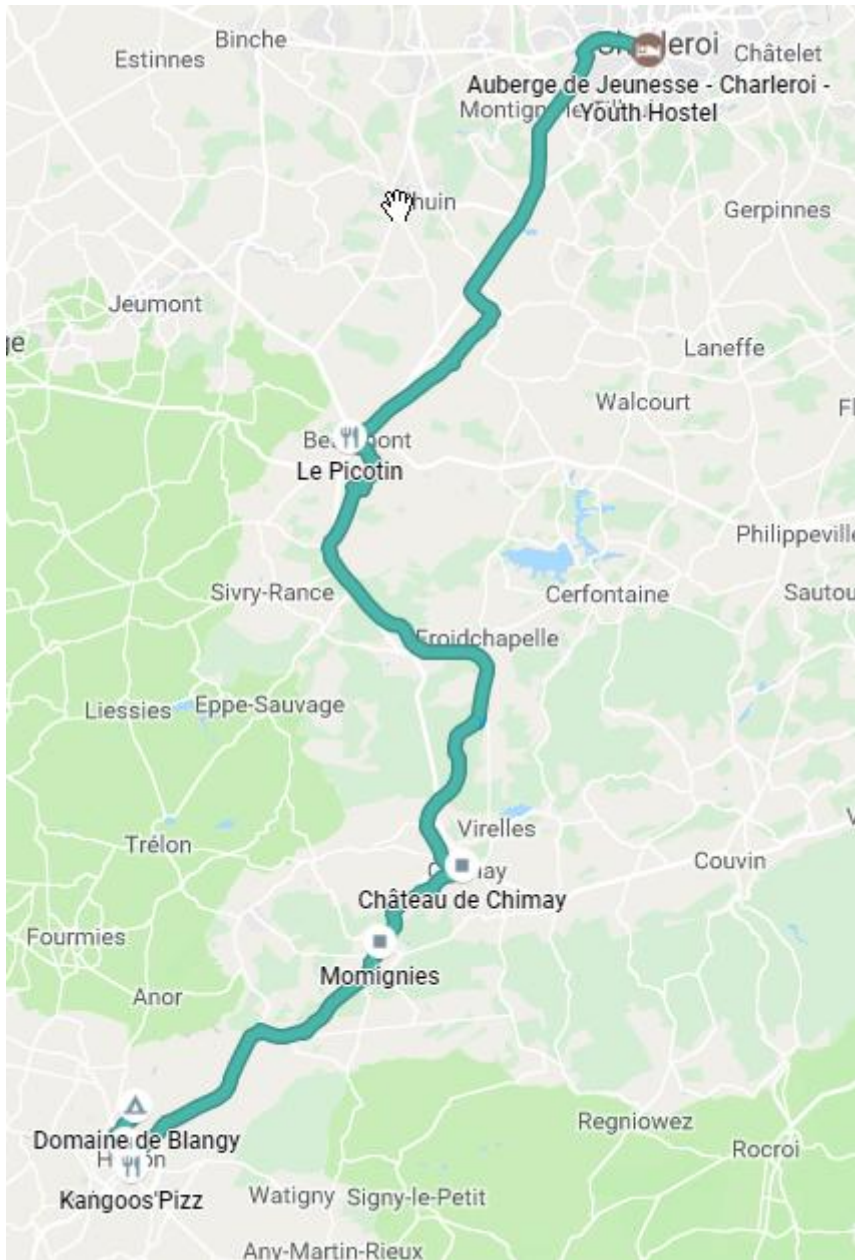 Binche
Estinnes
Châtelet
Auberge de Jeunesse - Charleroi -
Youth Hostel
Gerpinnes
Jeumont
Laneffe
Walcourt
Le Picotin
Philippeville
Sivry-Rance
Cerfontaine
Froidchapelle
Liessies
Eppe-Sauvage
Virelles
Trélon
Couvin
Château de Chimay
Fourmies
Momignies
Anor
Regniowez
Domaine de Blangy
Rocroi
Kangoos'Pizz
Watigny
Signy-le-Petit
Any-Martin-Rieux